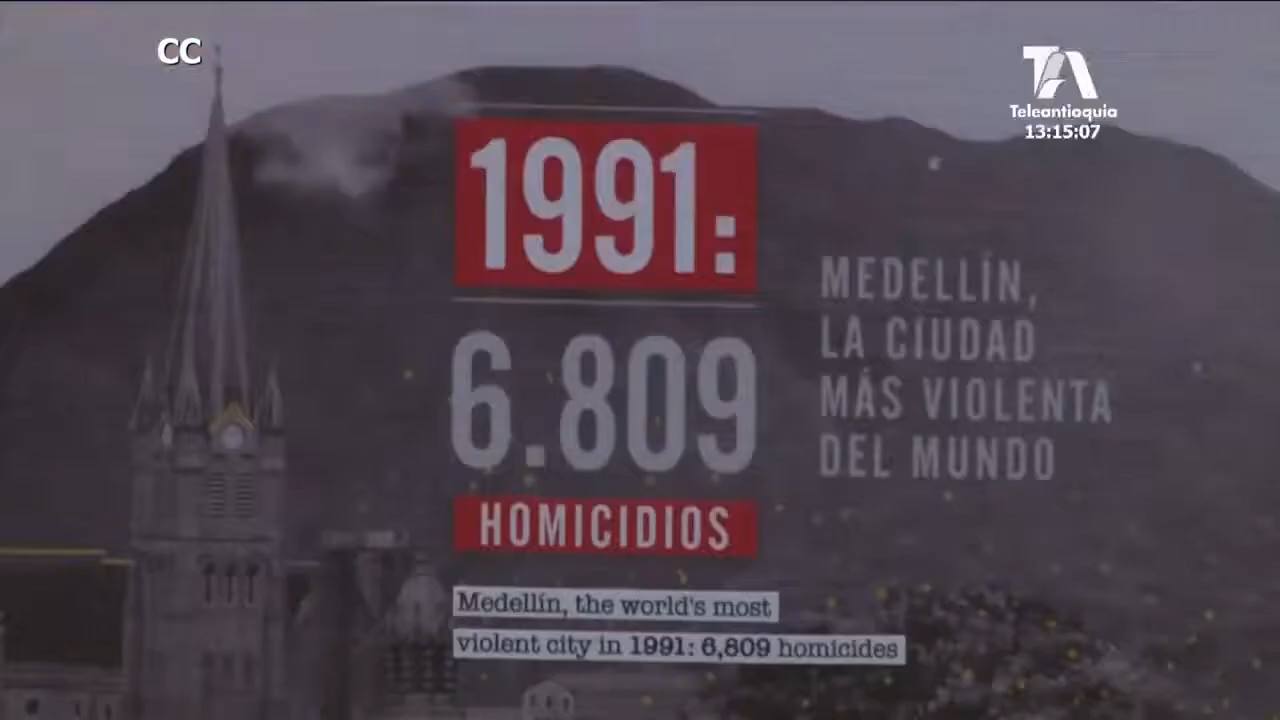 CC
TA
Teleantioquia
13:15:07
1991:
6.809
HOMICIDIOS
MEDELLÍN,
LA CIUDAD
MÁS VIOLENTA
DEL MUNDO
Medellín, the world's most
violent city in 1991: 6,809 homicides